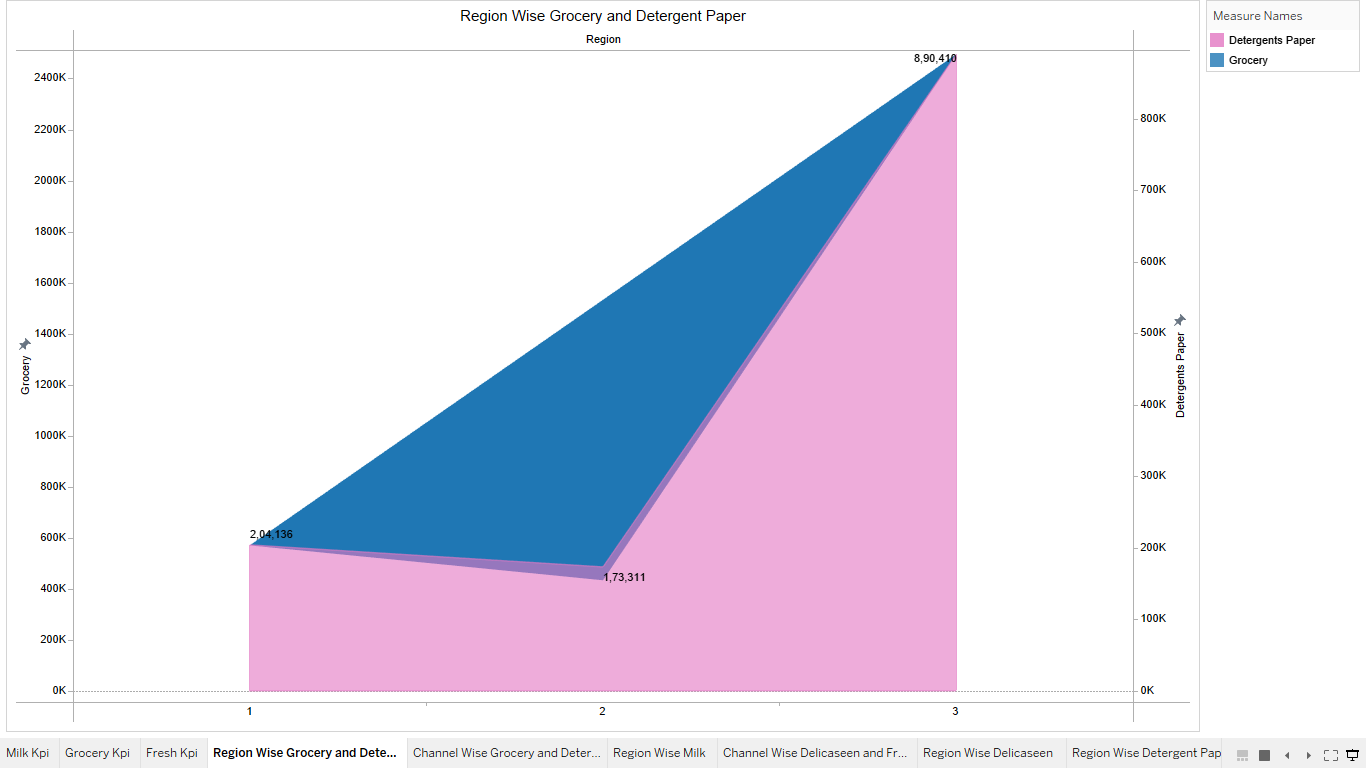 Region Wise Grocery and Detergent Paper
Region
Measure Names
Detergents Paper
Grocery
2400K
2200K
2000K
1800K
1600K
1400K
1200K
1000K
800K
600K
400K
200K
0K
Grocery
8,90,410
2,04,136
1,73,311
800K
700K
600K
500K
400K
300K
200K
100K
0K
Detergents Paper
1 2 3
Milk Kpi Grocery Kpi Fresh Kpi Region Wise Grocery and Dete... Channel Wise Grocery and Deter... Region Wise Milk Channel Wise Delicaseen and Fr... Region Wise Delicaseen Region Wise Detergent Pap